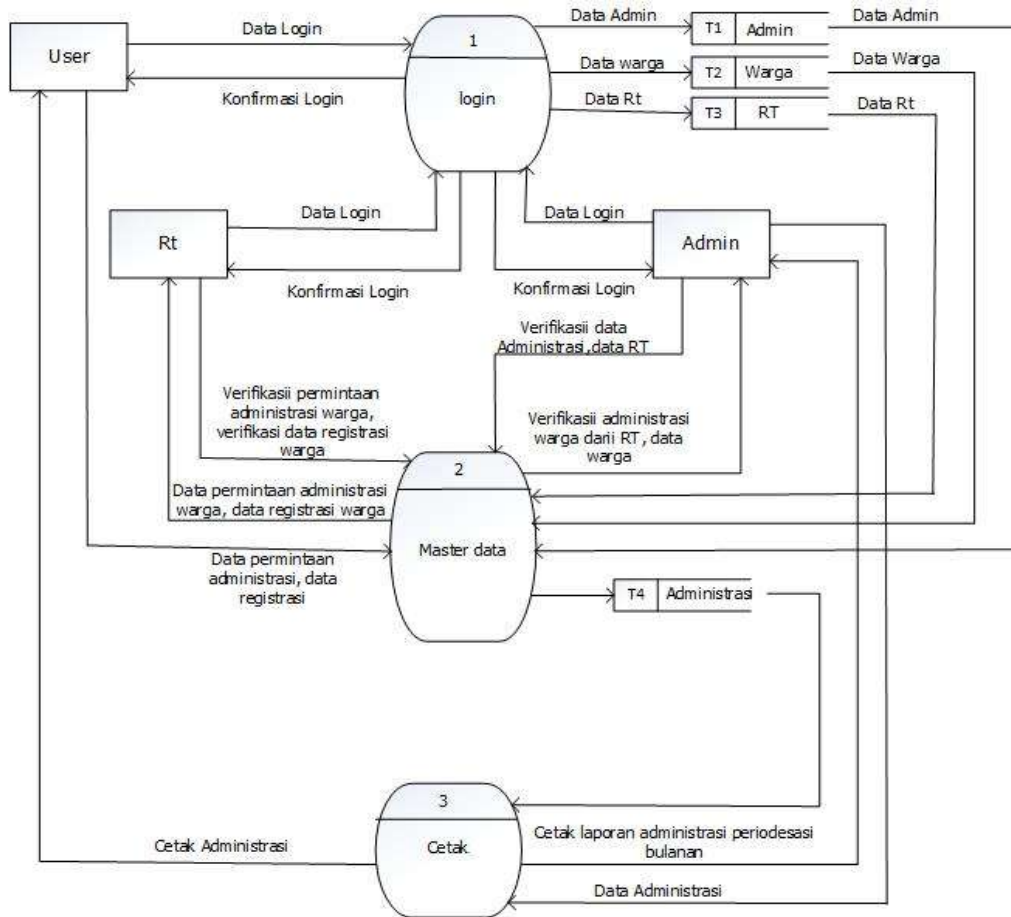 Data Login
User
Konfirmasi Login
1
login
Data Admin
T1 Admin
Data Admin
Data warga
T2 Warga
Data Warga
Data Rt
T3 RT
Data Rt
Data Login
Rt
Konfirmasi Login
Data Login
Admin
Konfirmasi Login
Verifikasii data
Administrasi,data RT
Verifikasii permintaan
administrasi warga,
verifikasi data registrasi
warga
Verifikasii administrasi
warga darii RT, data
warga
Data permintaan administrasi
warga, data registrasi warga
2
Master data
Data permintaan
administrasi, data
registrasi
T4 Administrasi
3
Cetak
Cetak Administrasi
Cetak laporan administrasi periodesasi
bulanan
Data Administrasi